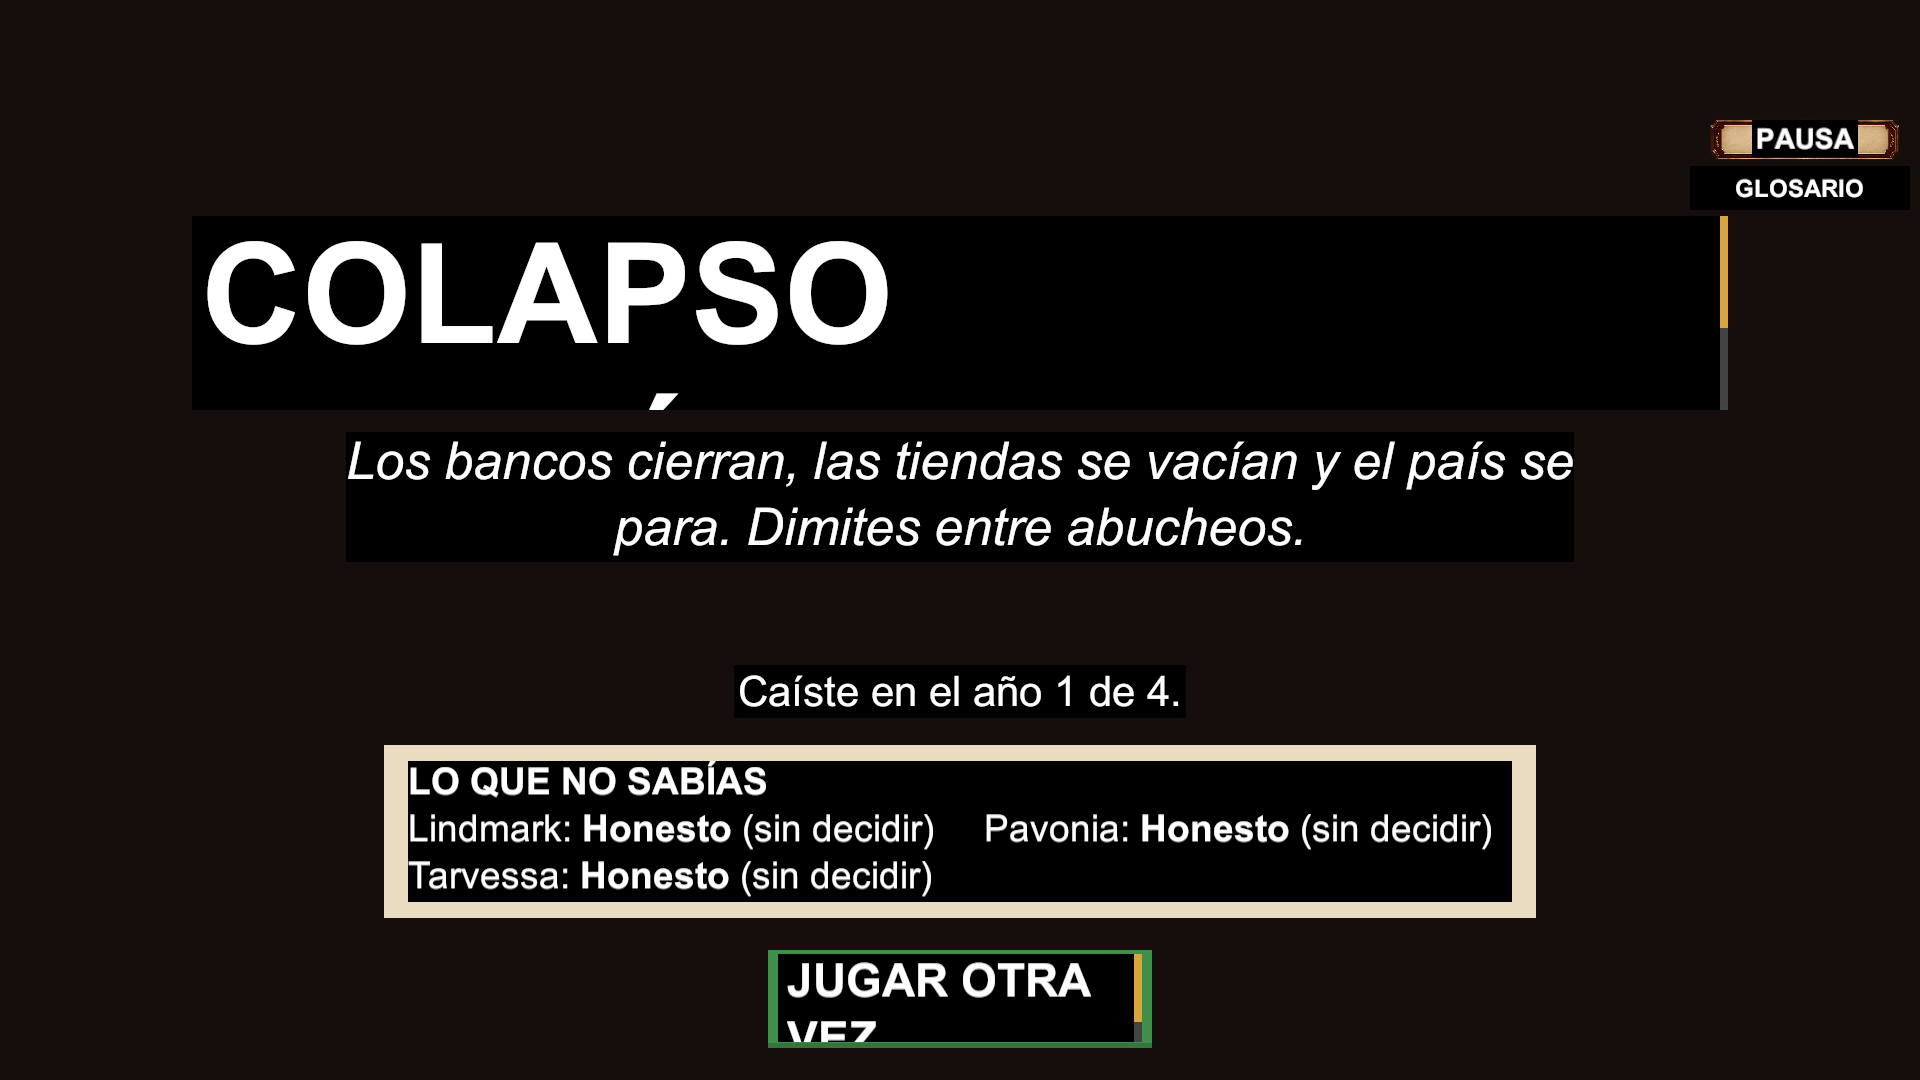 PAUSA
GLOSARIO
COLAPSO
Los bancos cierran, las tiendas se vacían y el país se
para. Dimites entre abucheos.
Caíste en el año 1 de 4.
LO QUE NO SABÍAS
Lindmark: Honesto (sin decidir) Pavonia: Honesto (sin decidir)
Tarvessa: Honesto (sin decidir)
JUGAR OTRA
VEZ